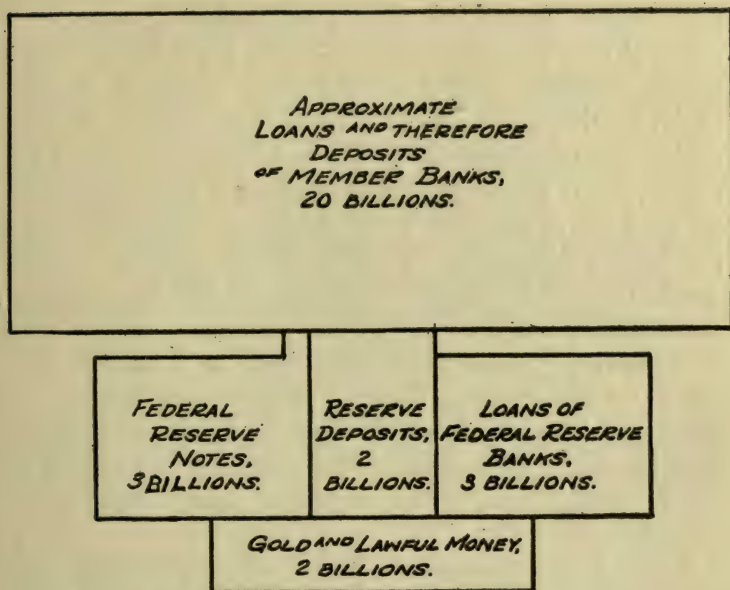 APPROXIMATE
LOANS AND THEREFORE
DEPOSITS
OF MEMBER BANKS,
20 BILLIONS.
FEDERAL
RESERVE
NOTES,
3 BILLIONS.
RESERVE
DEPOSITS,
2
BILLIONS.
LOANS OF
FEDERAL RESERVE
BANKS,
3 BILLIONS.
GOLD AND LAWFUL MONEY,
2 BILLIONS.